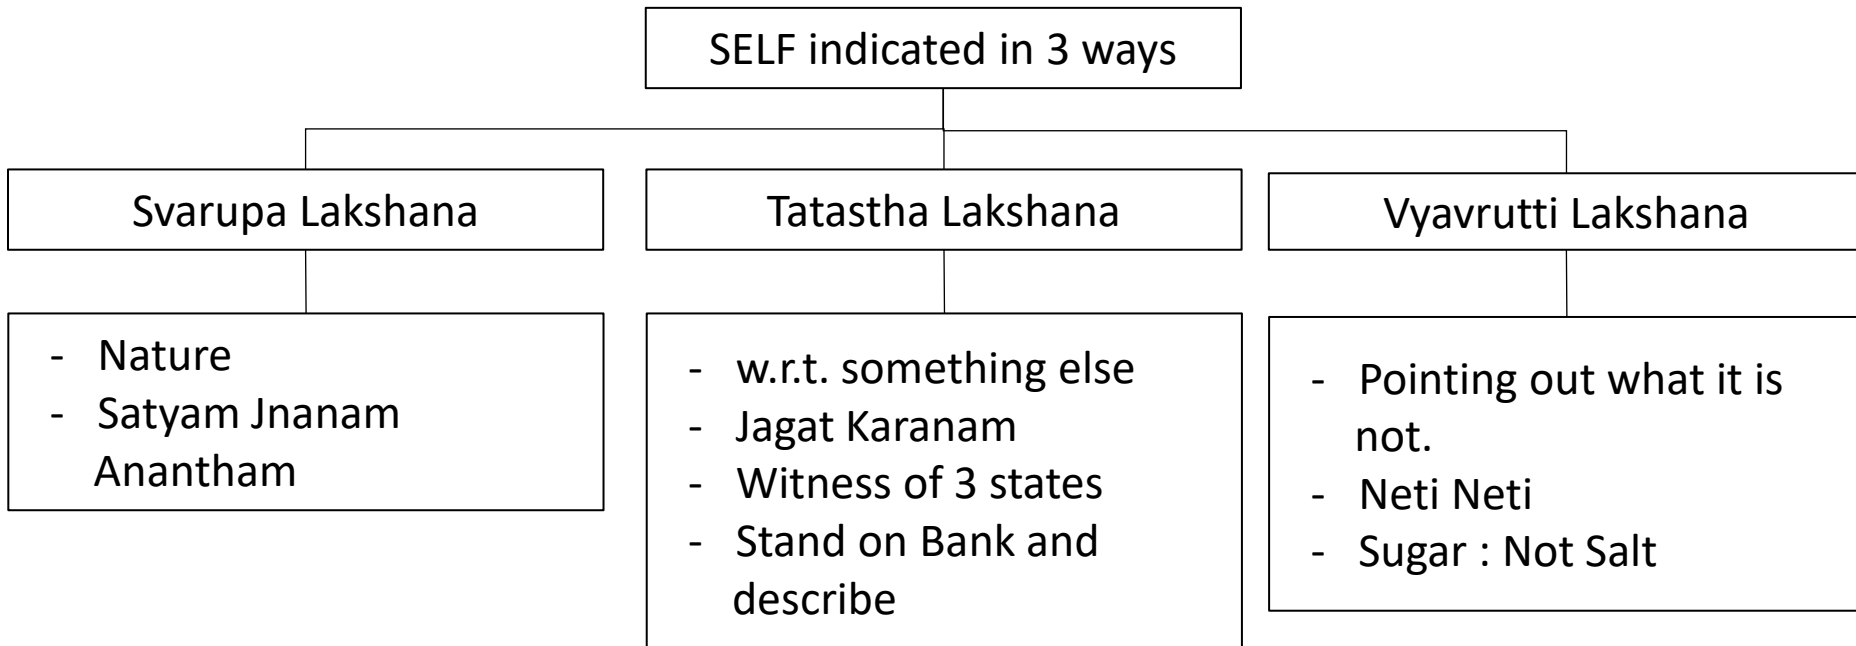 SELF indicated in 3 ways
Svarupa Lakshana
Tatastha Lakshana
Vyavrutti Lakshana
- Nature
- Satyam Jnanam
Anantham
- w.r.t. something else
- Jagat Karanam
- Witness of 3 states
- Stand on Bank and
describe
- Pointing out what it is
not.
- Neti Neti
- Sugar : Not Salt